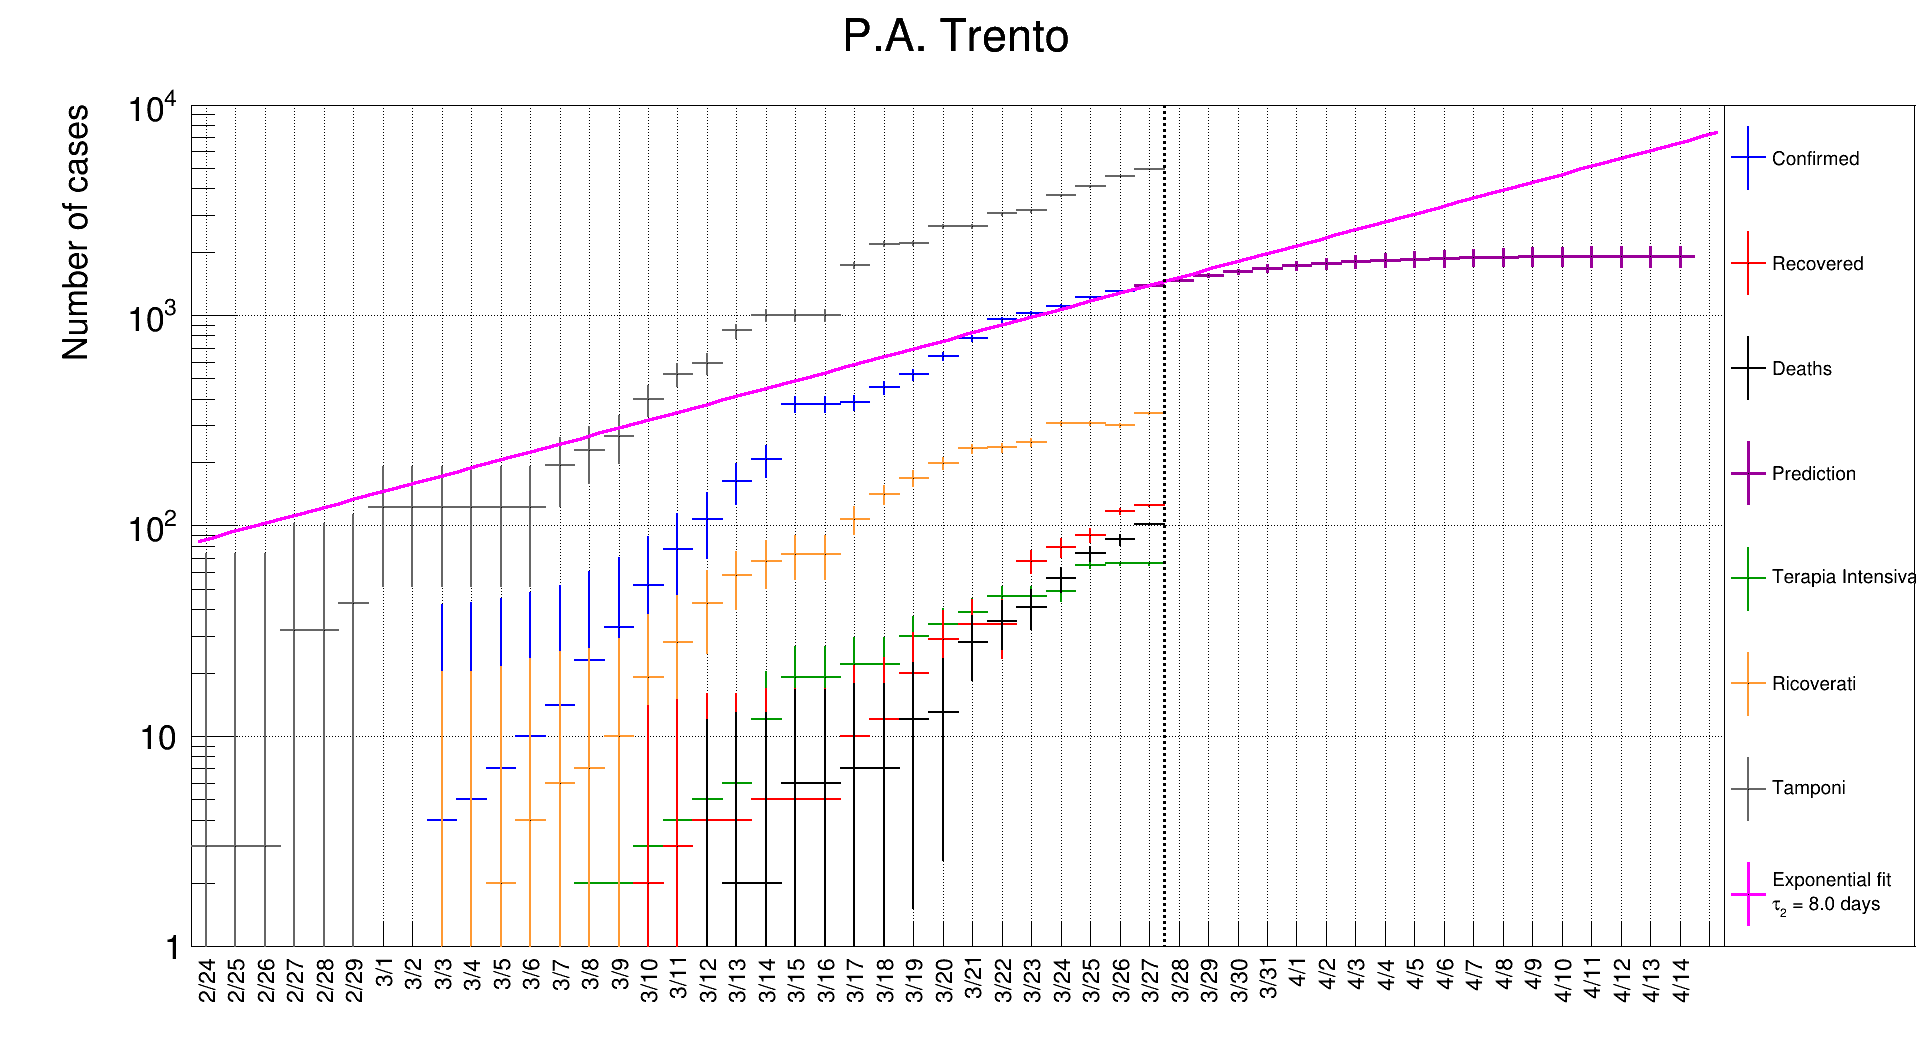 P.A. Trento
Number of cases
10⁴
10³
10²
10
1
2/24 2/25 2/26 2/27 2/28 2/29 3/1 3/2 3/3 3/4 3/5 3/6 3/7 3/8 3/9 3/10 3/11 3/12 3/13 3/14 3/15 3/16 3/17 3/18 3/19 3/20 3/21 3/22 3/23 3/24 3/25 3/26 3/27 3/28 3/29 3/30 3/31 4/1 4/2 4/3 4/4 4/5 4/6 4/7 4/8 4/9 4/10 4/11 4/12 4/13 4/14
Confirmed
Recovered
Deaths
Prediction
Terapia Intensiva
Ricoverati
Tamponi
Exponential fit
τ₂ = 8.0 days